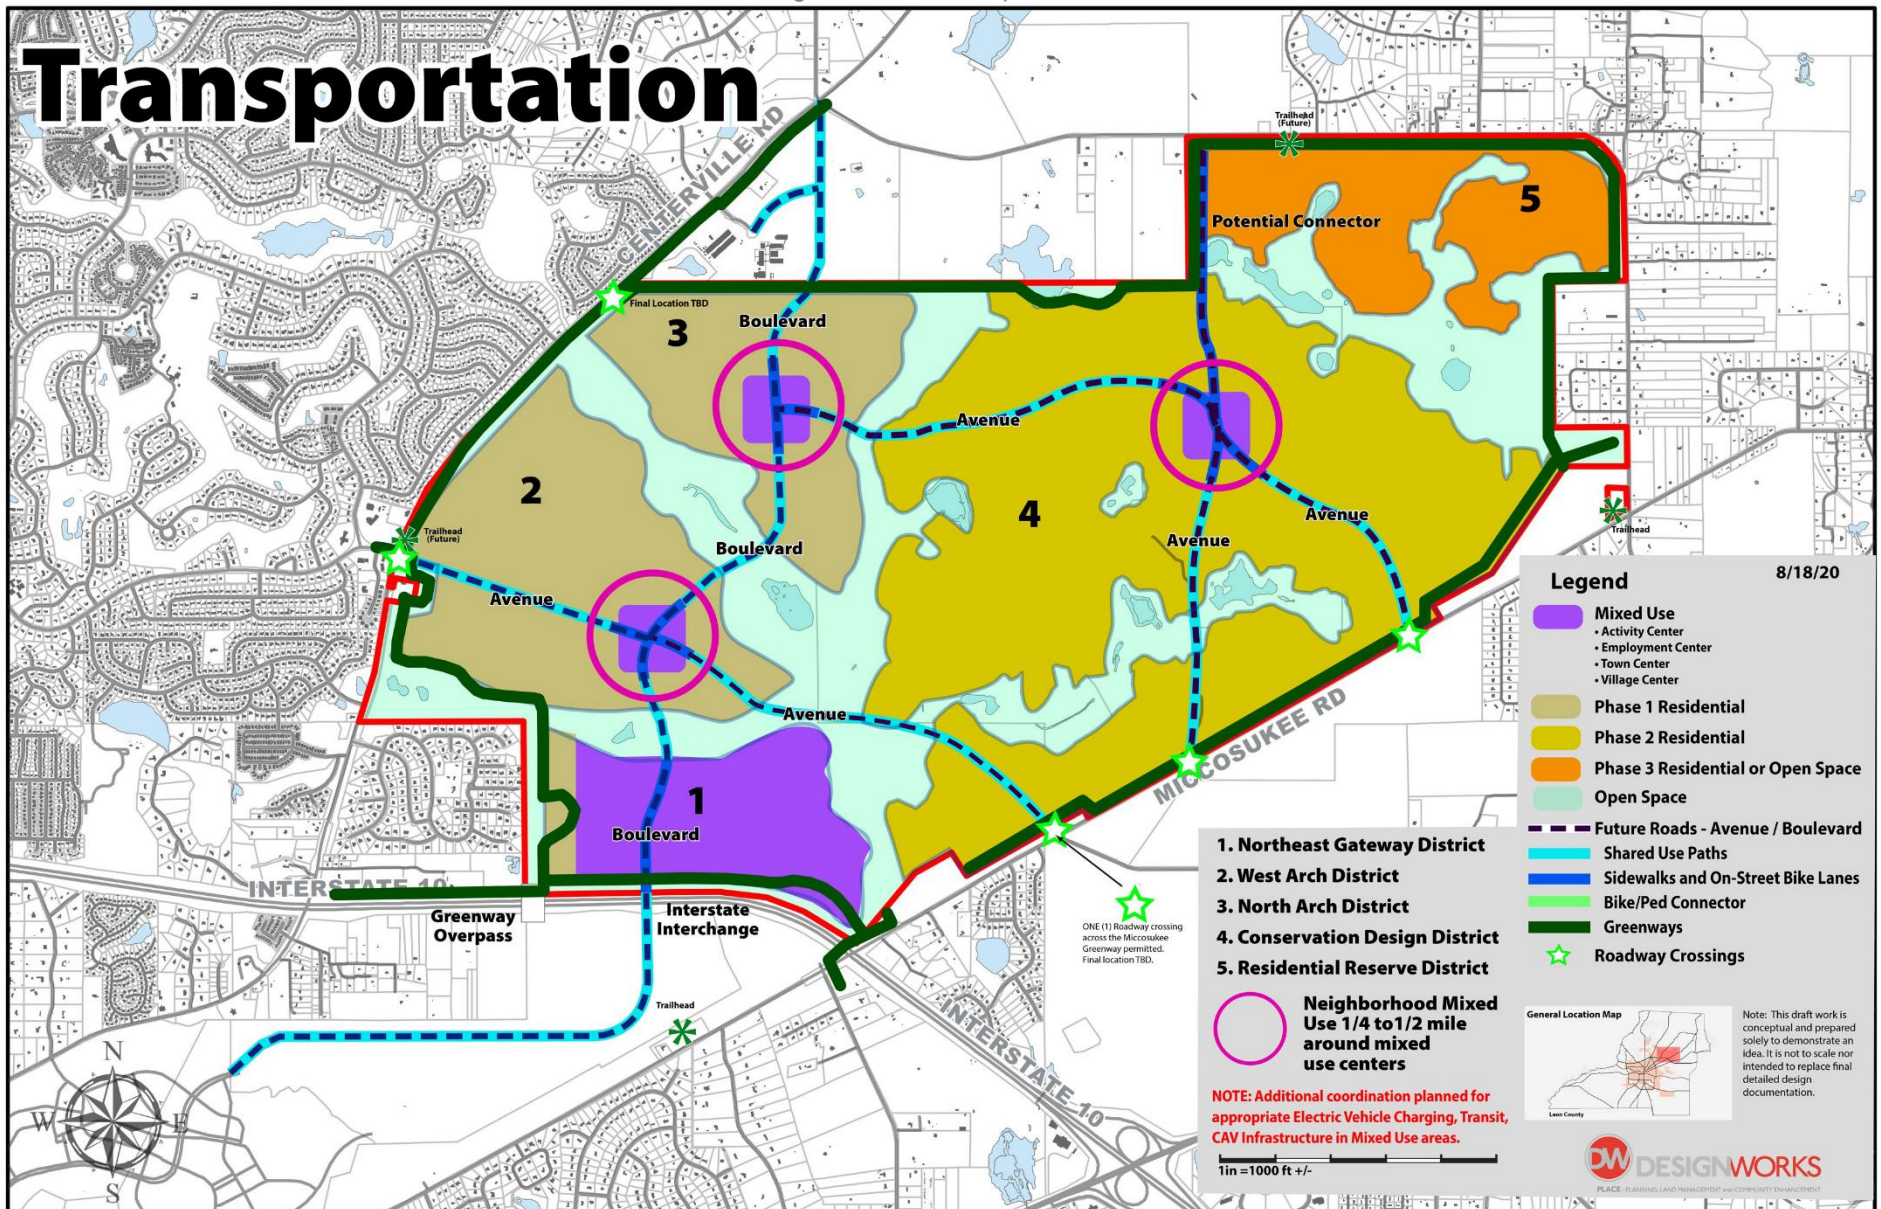 Transportation
CENTERVILLE RD
Trailhead
(Future)
Potential Connector
5
Final Location TBD
3
Boulevard
Avenue
2
4
Trailhead
(Future)
Boulevard
Avenue
Avenue
Avenue
Trailhead
Avenue
MICCOSUKEE RD
1
Boulevard
INTERSTATE 10
Greenway
Overpass
Interstate
Interchange
ONE (1) Roadway crossing
across the Miccosukee
Greenway permitted.
Final location TBD.
Trailhead
INTERSTATE 10
N
W
E
S
Legend
8/18/20
Mixed Use
• Activity Center
• Employment Center
• Town Center
• Village Center
Phase 1 Residential
Phase 2 Residential
Phase 3 Residential or Open Space
Open Space
Future Roads - Avenue / Boulevard
Shared Use Paths
Sidewalks and On-Street Bike Lanes
Bike/Ped Connector
Greenways
Roadway Crossings
1. Northeast Gateway District
2. West Arch District
3. North Arch District
4. Conservation Design District
5. Residential Reserve District
Neighborhood Mixed
Use 1/4 to1/2 mile
around mixed
use centers
NOTE: Additional coordination planned for
appropriate Electric Vehicle Charging, Transit,
CAV Infrastructure in Mixed Use areas.
1in =1000 ft +/-
General Location Map
Leon County
Note: This draft work is
conceptual and prepared
solely to demonstrate an
idea. It is not to scale nor
intended to replace final
detailed design
documentation.
DW DESIGNWORKS
PLACE - PLANNING, LAND MANAGEMENT and COMMUNITY ENHANCEMENT